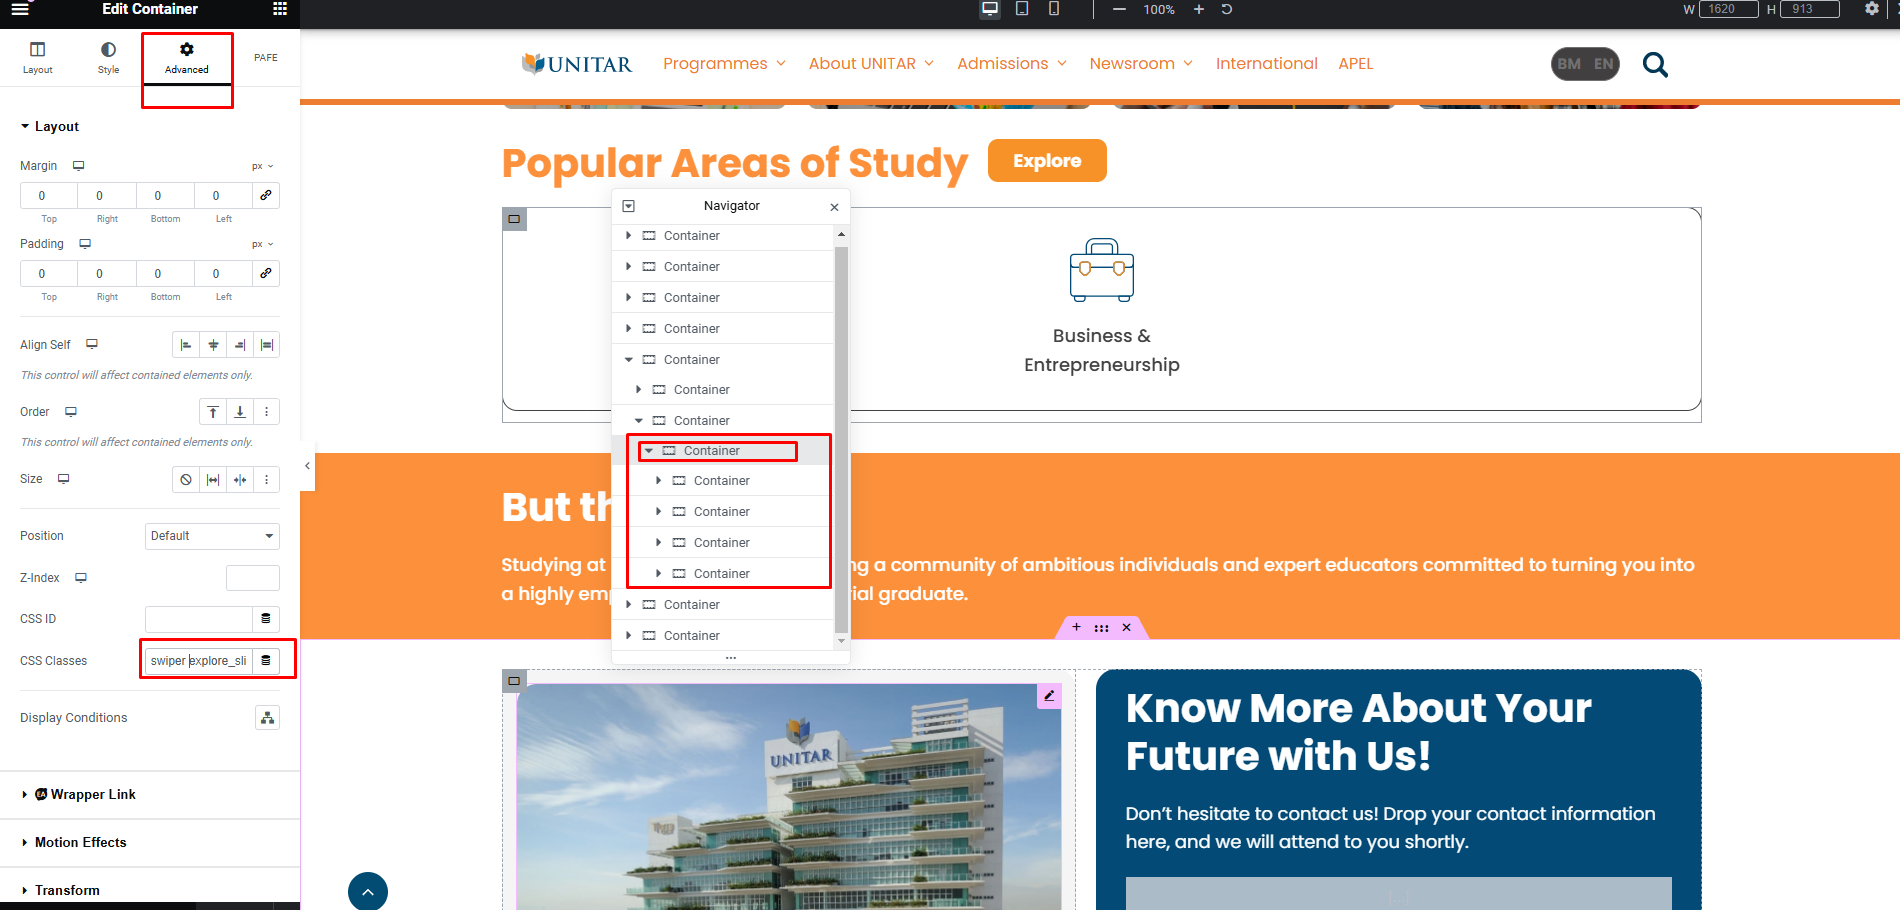 Edit Container
100%
W 1620 H 913
Layout
Style
Advanced
PAFE
UNITAR
Programmes
About UNITAR
Admissions
Newsroom
International
APEL
BM EN
Layout
Margin
px
0 0 0 0
Top Right Bottom Left
Padding
px
0 0 0 0
Top Right Bottom Left
Align Self
This control will affect contained elements only.
Order
This control will affect contained elements only.
Size
Position
Default
Z-Index
CSS ID
CSS Classes
swiper explore_sli
Display Conditions
EA Wrapper Link
Motion Effects
Transform
Popular Areas of Study
Explore
Navigator
Container
Container
Container
Container
Container
Container
Container
Container
Container
Container
Container
Container
Container
Container
Business &
Entrepreneurship
But th
Studying at
ng a community of ambitious individuals and expert educators committed to turning you into
a highly emp
rial graduate.
UNITAR
Know More About Your
Future with Us!
Don't hesitate to contact us! Drop your contact information
here, and we will attend to you shortly.